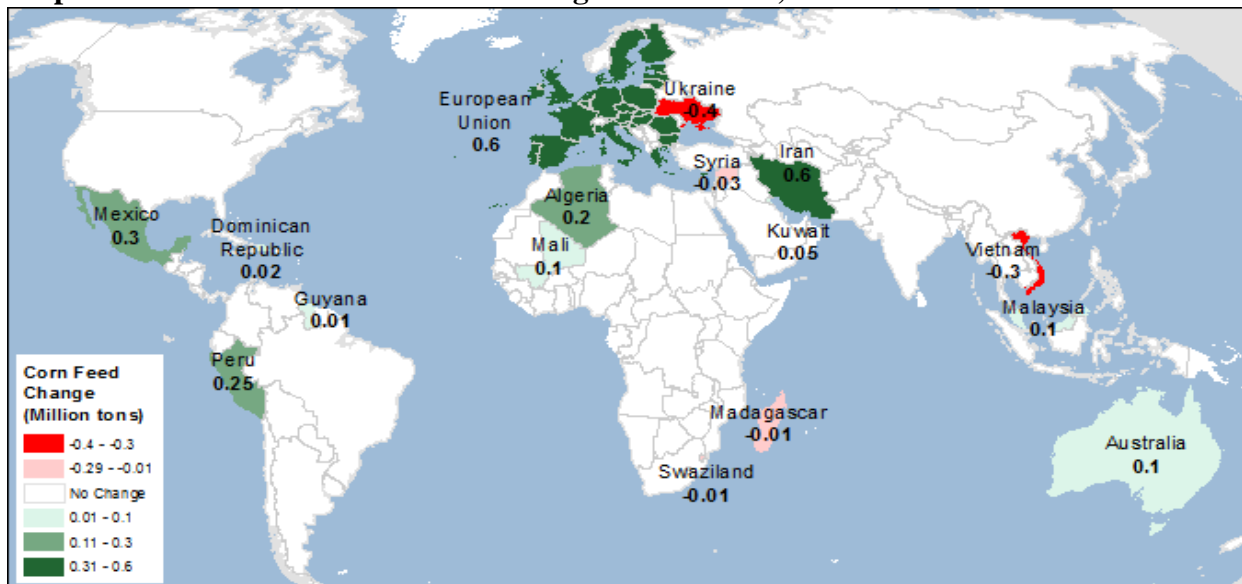 Ukraine
-0.4
European
Union
0.6
Syria
-0.03
Iran
0.6
Algeria
0.2
Mexico
0.3
Dominican
Republic
0.02
Mali
0.1
Kuwait
0.05
Vietnam
-0.3
Guyana
0.01
Malaysia
0.1
Peru
0.25
Madagascar
-0.01
Swaziland
-0.01
Australia
0.1
Corn Feed
Change
(Million tons)
-0.4 - -0.3
-0.29 - -0.01
No Change
0.01 - 0.1
0.11 - 0.3
0.31 - 0.6